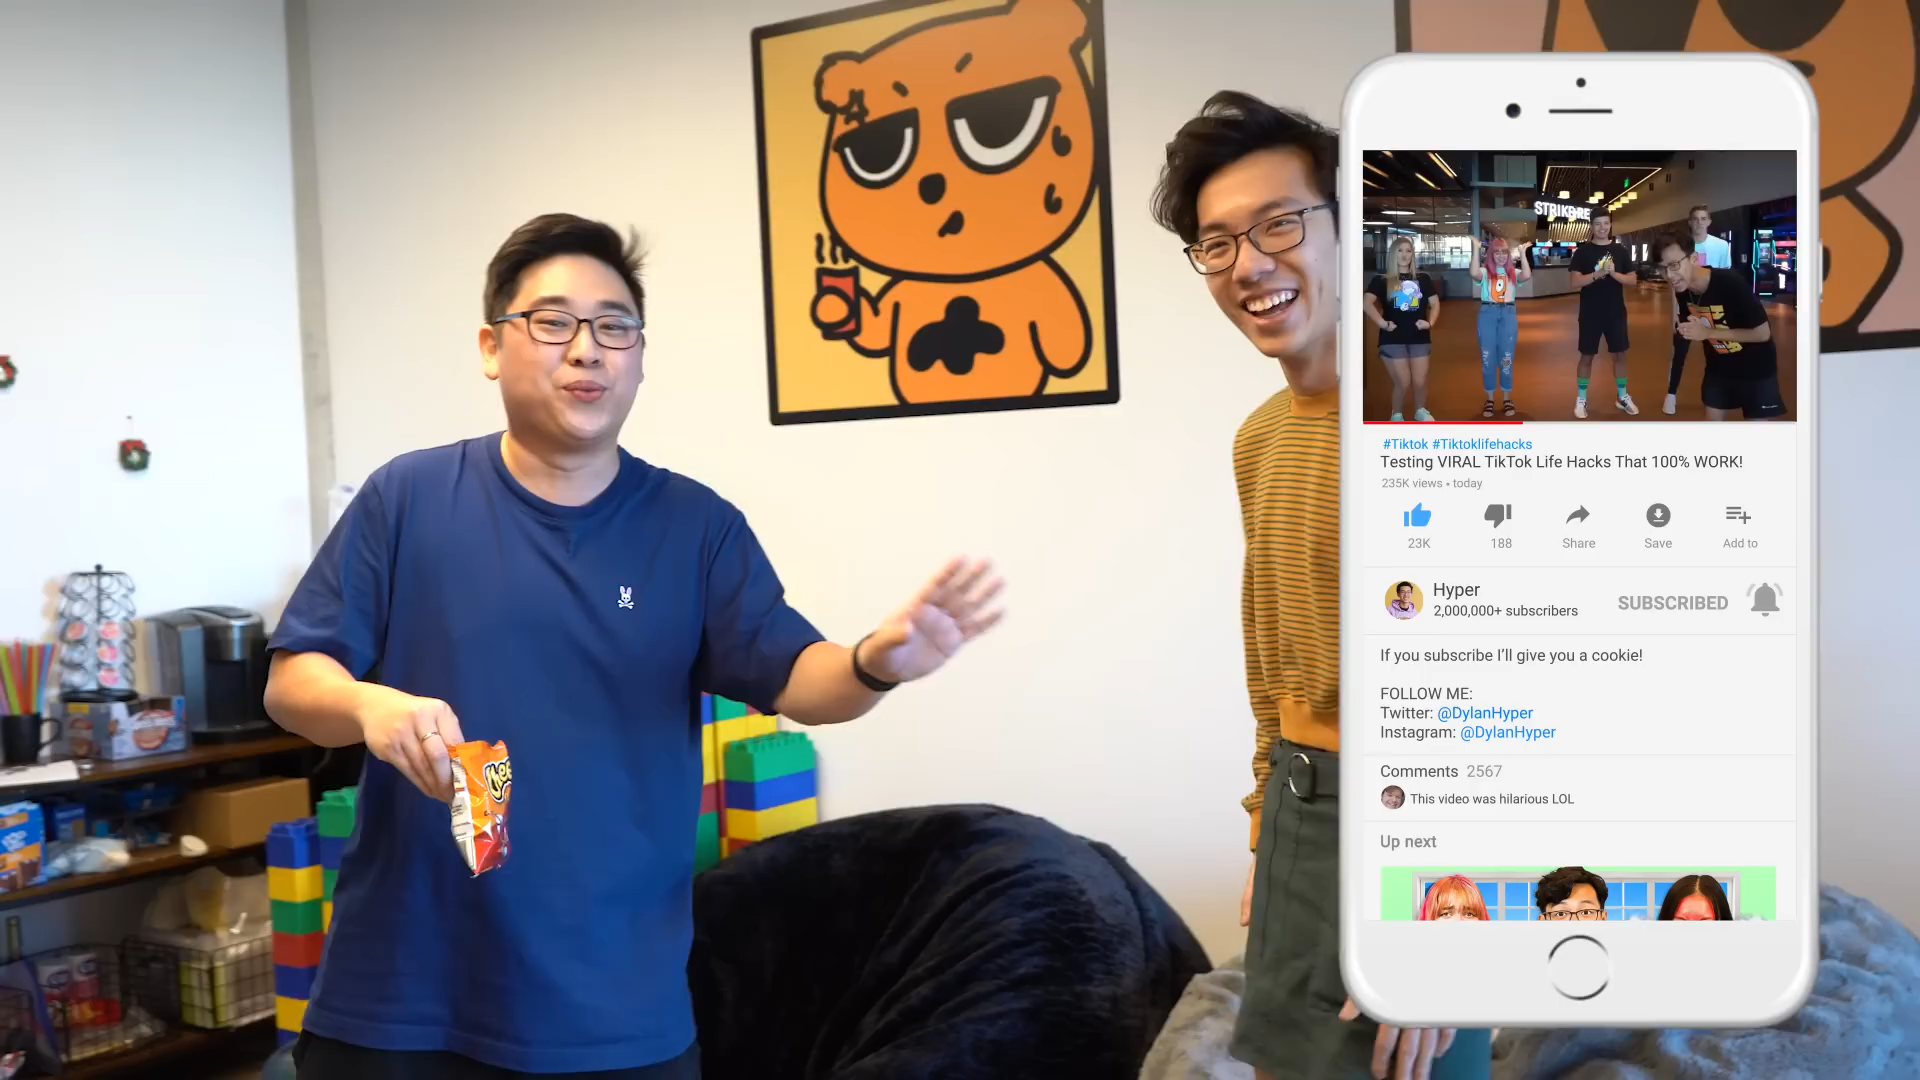 STRIKE+RE
#Tiktok #Tiktoklifehacks
Testing VIRAL TikTok Life Hacks That 100% WORK!
235K views • today
23K
188
Share
Save
Add to
Hyper
2,000,000+ subscribers
SUBSCRIBED
If you subscribe I'll give you a cookie!
FOLLOW ME:
Twitter: @DylanHyper
Instagram: @DylanHyper
Comments 2567
This video was hilarious LOL
Up next
Chee